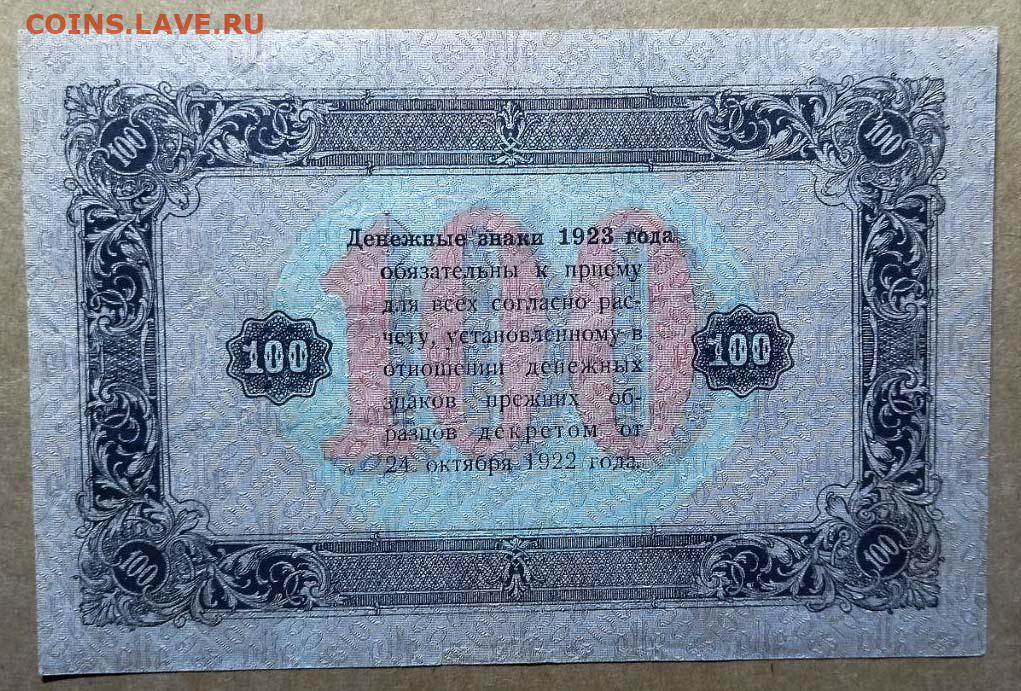 COINS.LAVE.RU
100 100
Денежные знаки 1923 года
обязательны к приему
для всех согласно рас-
чету, установленному в
отношении денежных
знаков прежних об-
разцов декретом от
24 октября 1922 года.
100 100
100
100 100